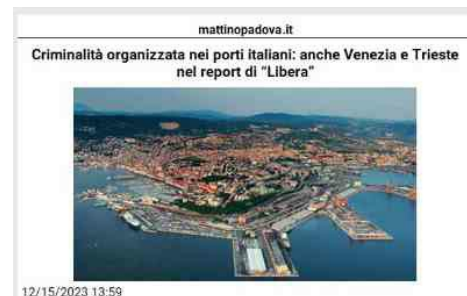 mattinopadova.it
Criminalità organizzata nei porti italiani: anche Venezia e Trieste
nel report di “Libera”
12/15/2023 13:59